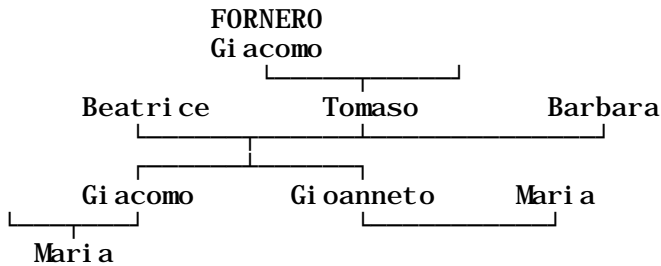 FORNERO
Giacomo
Beatrice Tomaso Barbara
Giacomo Gioanneto Maria
Maria